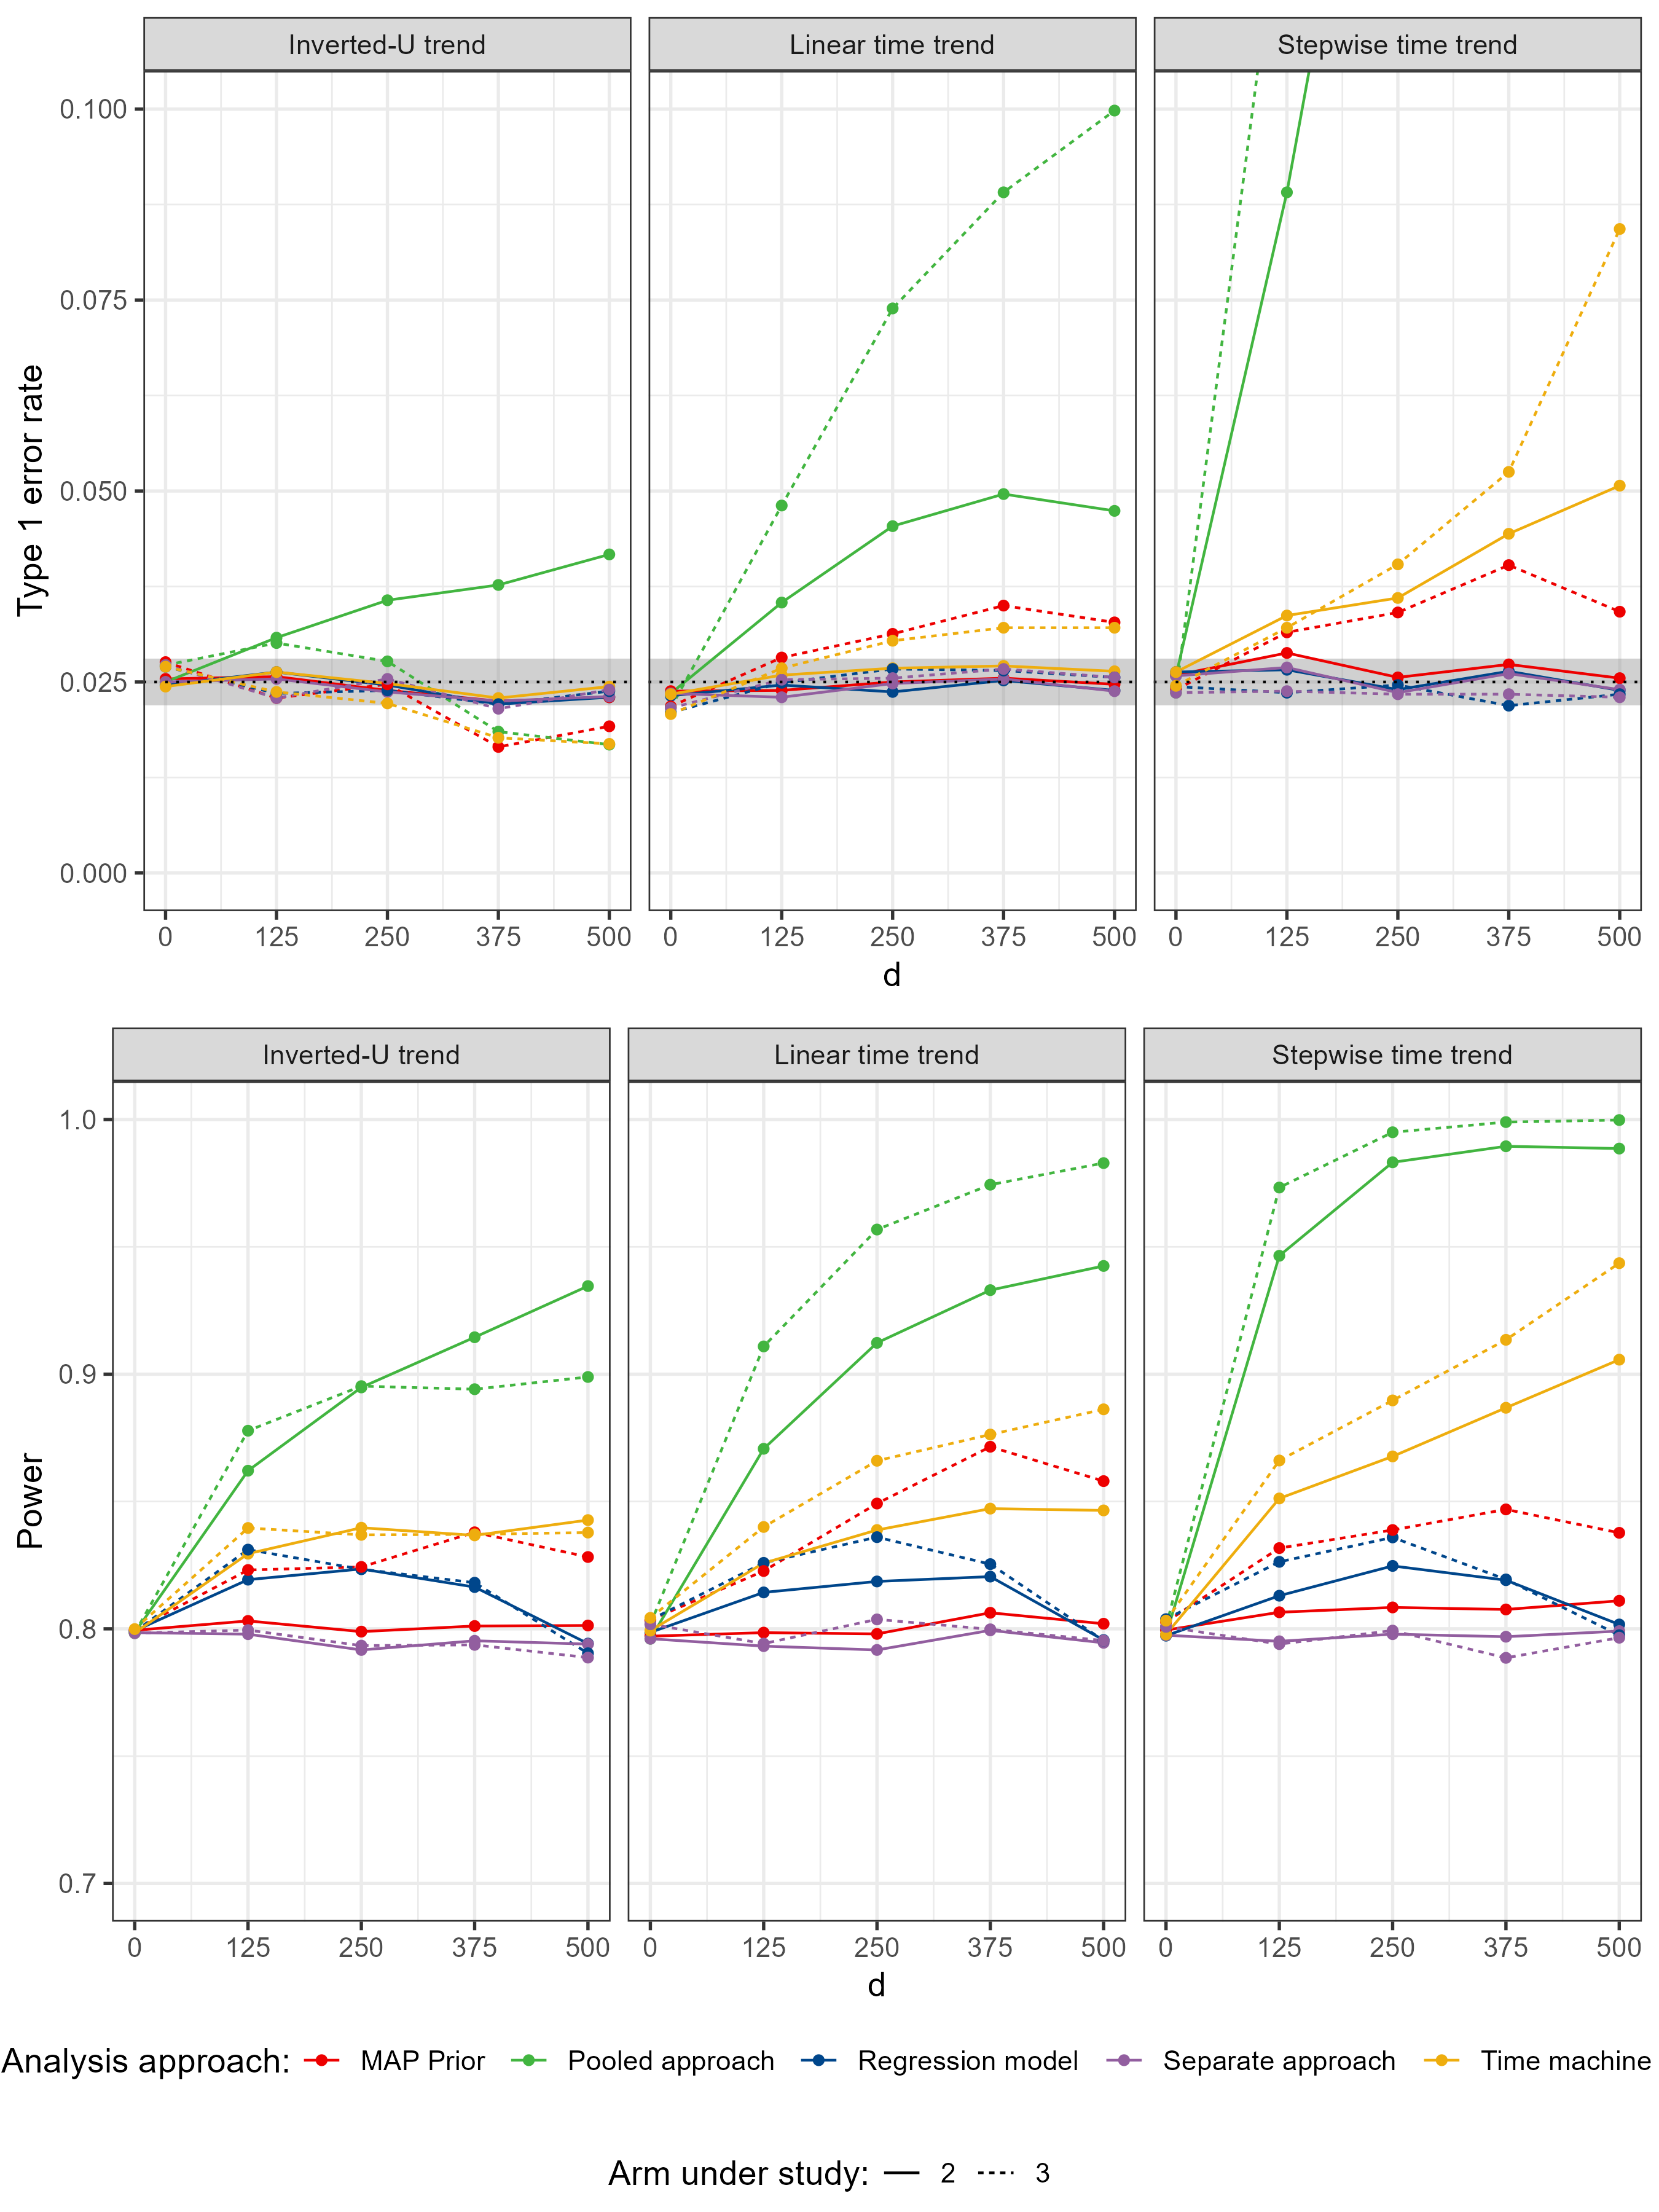 Inverted-U trend Linear time trend Stepwise time trend
Type 1 error rate
0.100
0.075
0.050
0.025
0.000
0 125 250 375 500 0 125 250 375 500 0 125 250 375 500
d
Inverted-U trend Linear time trend Stepwise time trend
Power
1.0
0.9
0.8
0.7
0 125 250 375 500 0 125 250 375 500 0 125 250 375 500
d
Analysis approach: MAP Prior Pooled approach Regression model Separate approach Time machine
Arm under study: 2 3